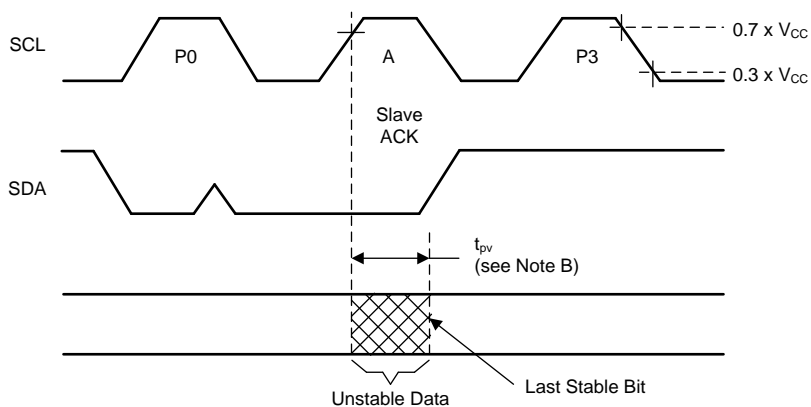 SCL
P0
A
P3
0.7 x VCC
0.3 x VCC
Slave
ACK
SDA
tpv
(see Note B)
Last Stable Bit
Unstable Data